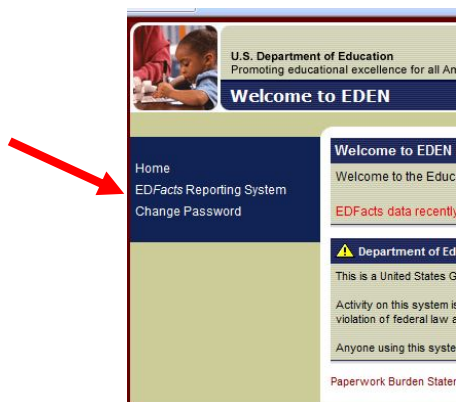 U.S. Department of Education
Promoting educational excellence for all Am
Welcome to EDEN
Home
EDFacts Reporting System
Change Password
Welcome to EDEN
Welcome to the Educ
EDFacts data recently
Department of Ed
This is a United States G
Activity on this system is
violation of federal law a
Anyone using this syste
Paperwork Burden Stater